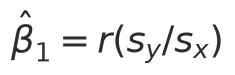 β̂₁ = r(s_y/s_x)